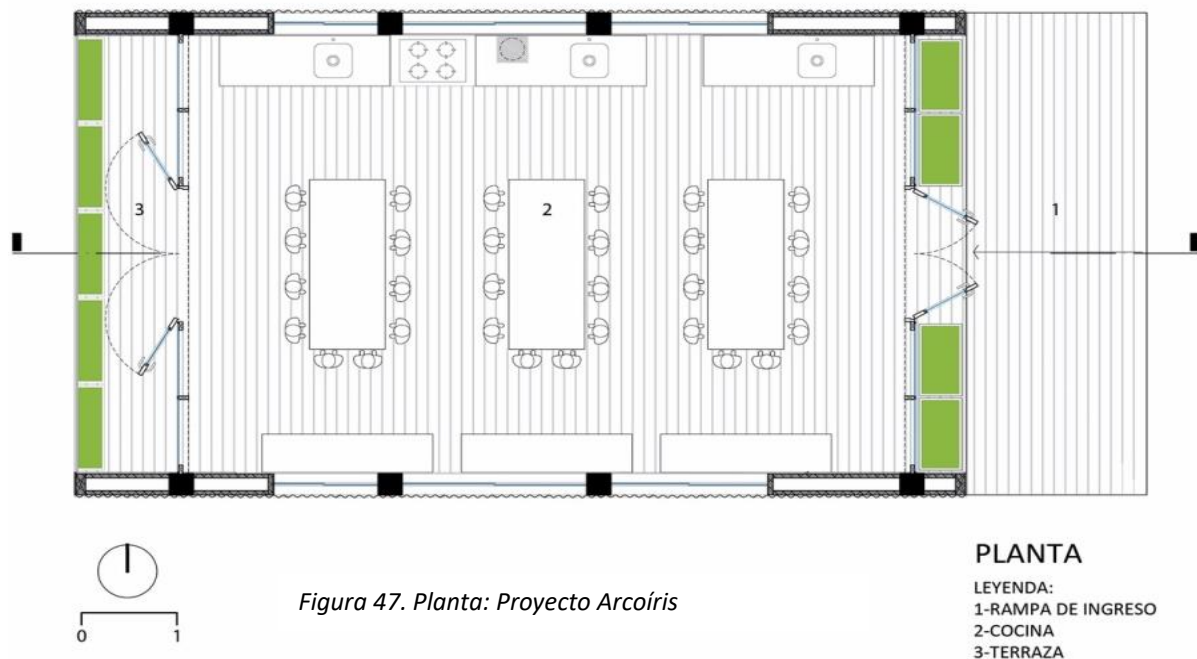 3
2
1
0 1
Figura 47. Planta: Proyecto Arcoíris
PLANTA
LEYENDA:
1-RAMPA DE INGRESO
2-COCINA
3-TERRAZA